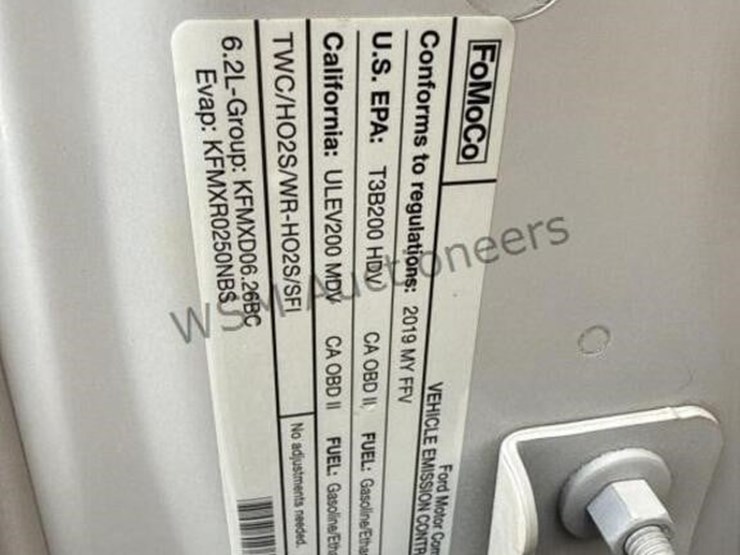 FoMoCo
Ford Motor Com
VEHICLE EMISSION CONTR
Conforms to regulations: 2019 MY FFV
U.S. EPA: T3B200 HDV CA OBD II, FUEL: Gasoline/Etha
California: ULEV200 MDV CA OBD II FUEL: Gasoline/Etha
TWC/HO2S/WR-HO2S/SFI
No adjustments needed.
6.2L-Group: KFMXD06.26BC
Evap: KFMXR0250NBS
WSM Auctioneers